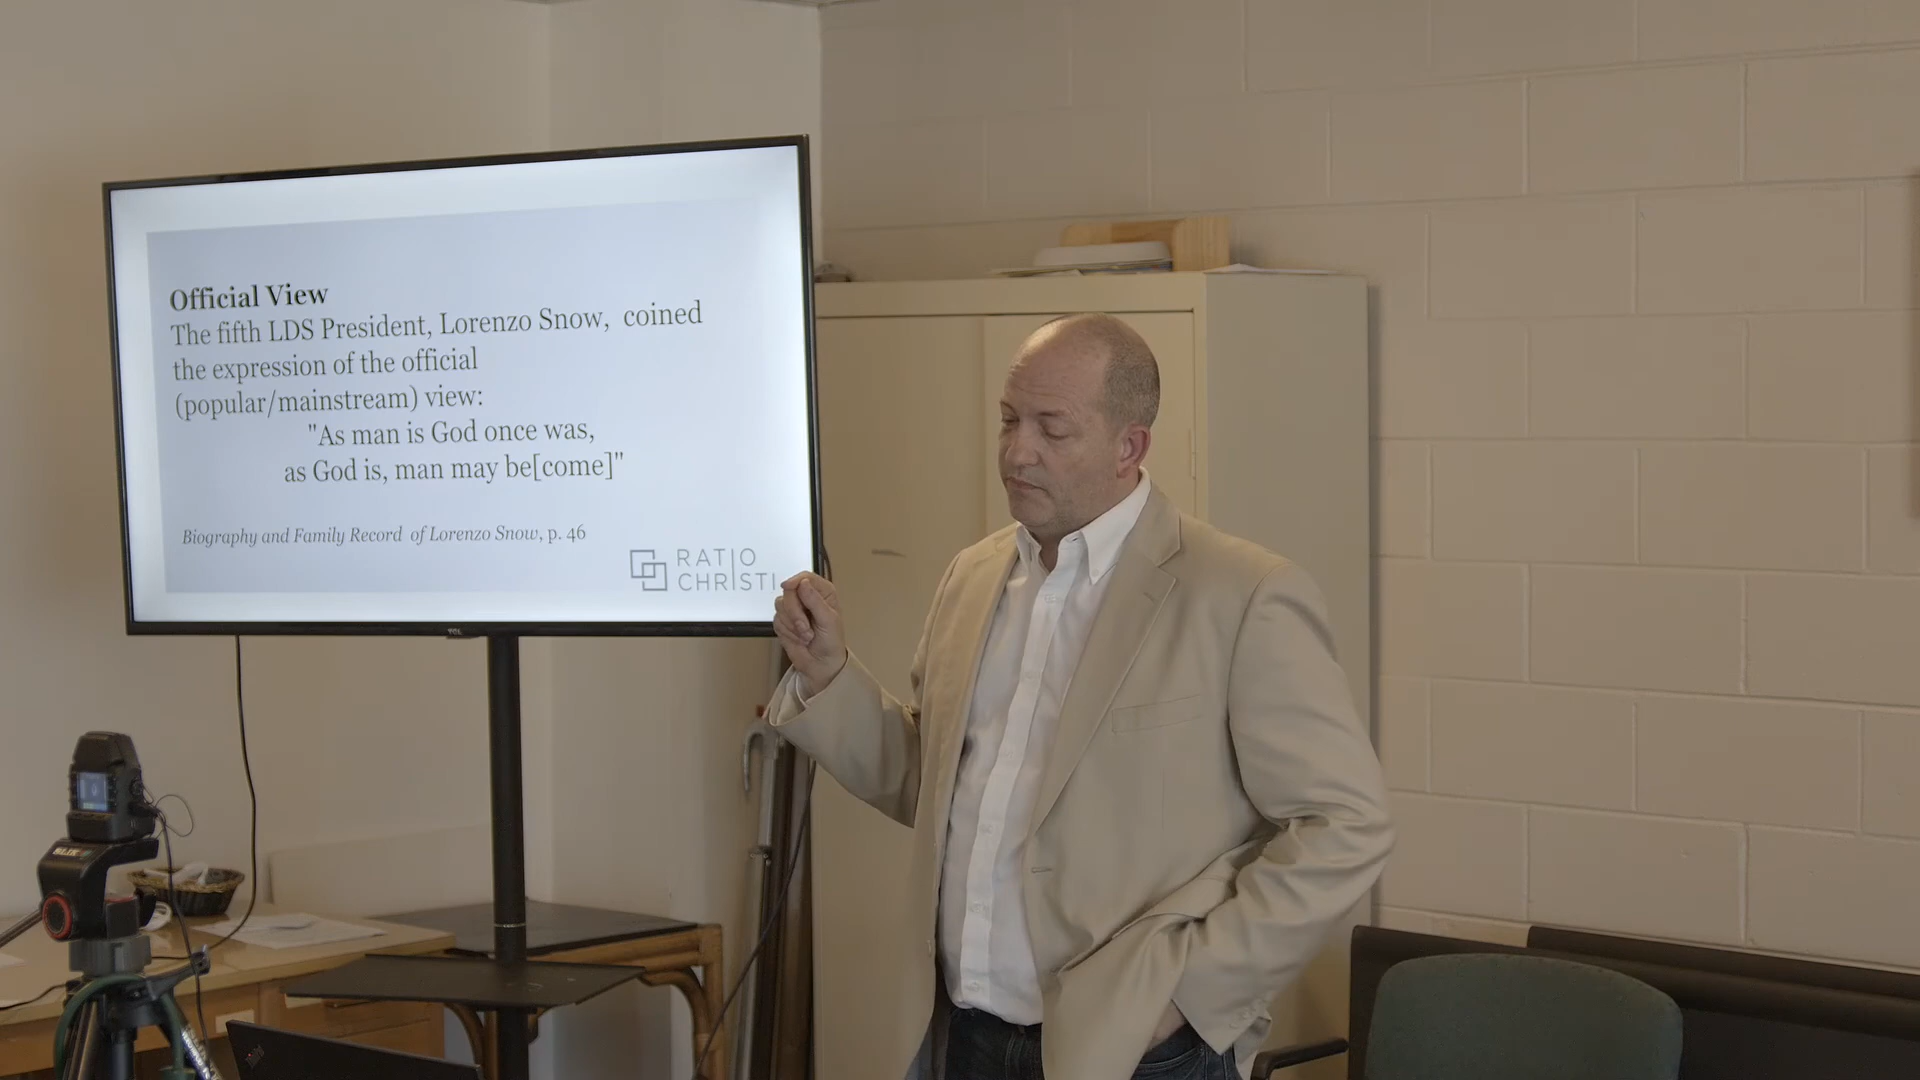 Official View
The fifth LDS President, Lorenzo Snow, coined
the expression of the official
(popular/mainstream) view:
"As man is God once was,
as God is, man may be[come]"
Biography and Family Record of Lorenzo Snow, p. 46
RATIO
CHRISTI
TCL